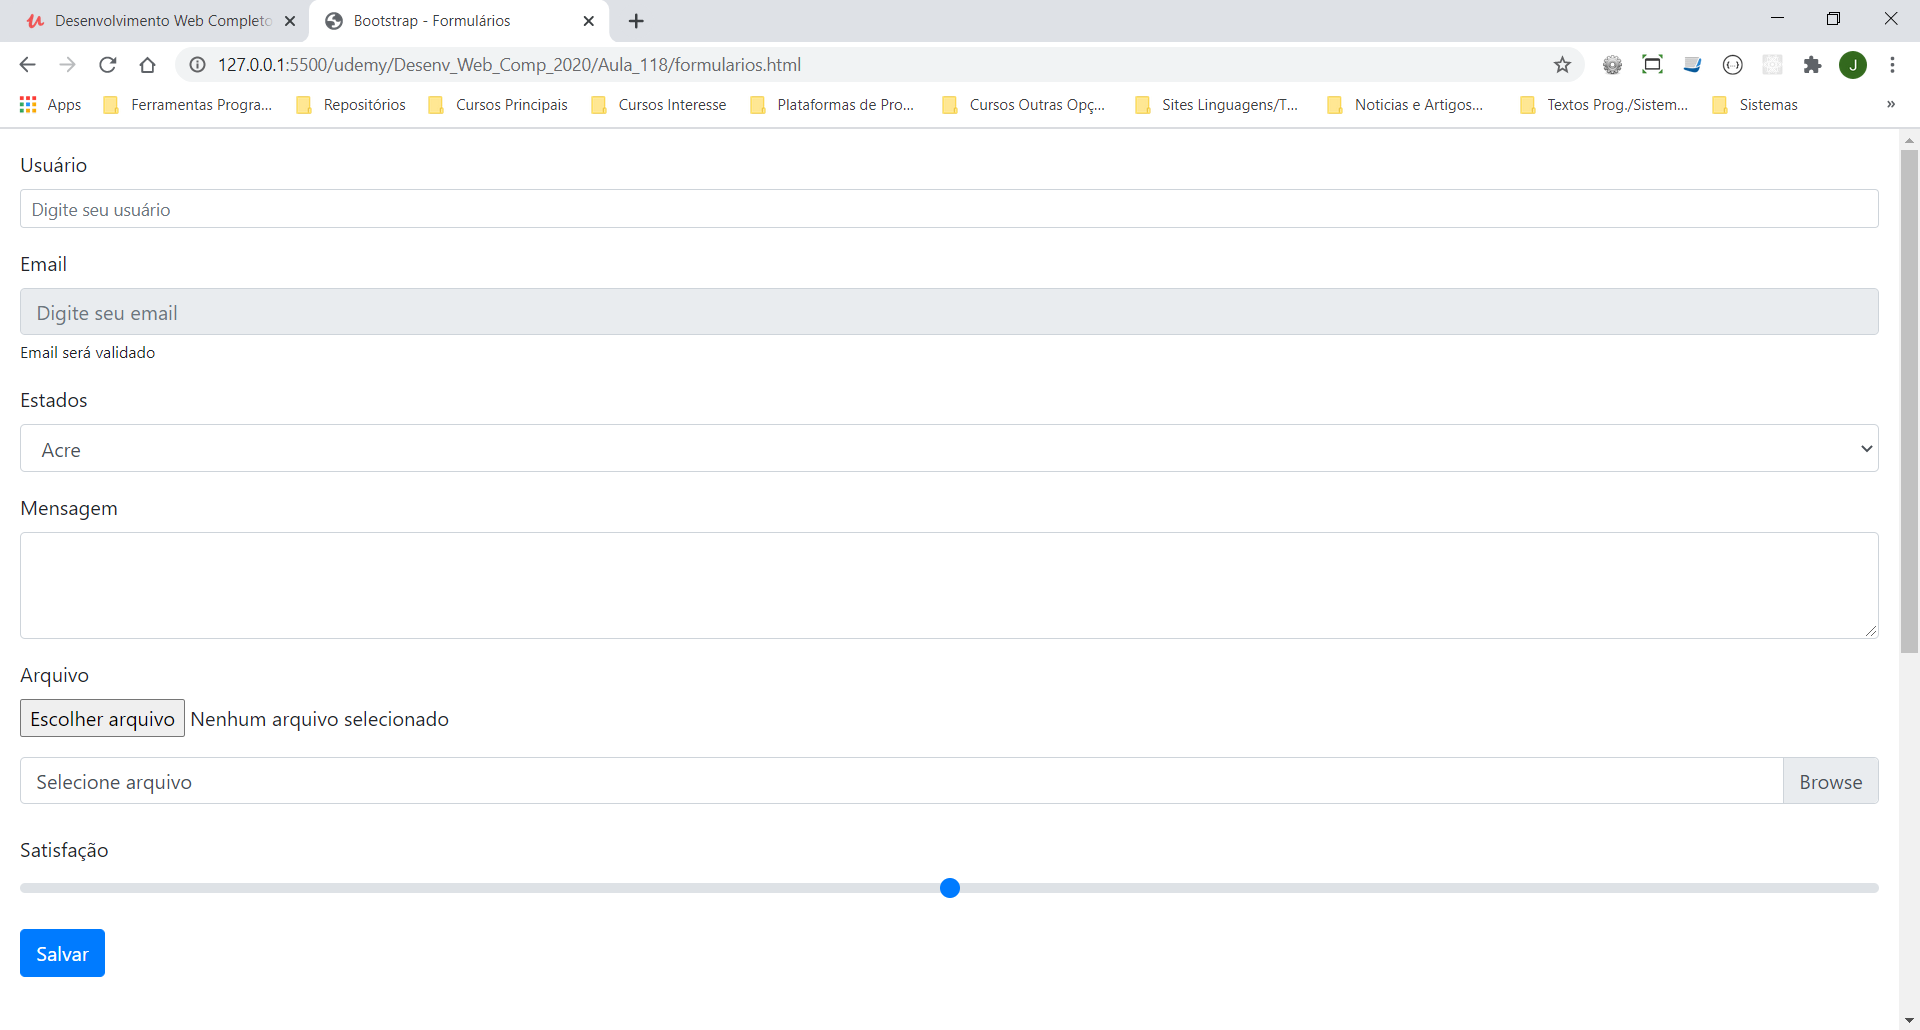 Desenvolvimento Web Completo
Bootstrap - Formulários
127.0.0.1:5500/udemy/Desenv_Web_Comp_2020/Aula_118/formularios.html
J
Apps
Ferramentas Progra...
Repositórios
Cursos Principais
Cursos Interesse
Plataformas de Pro...
Cursos Outras Opç...
Sites Linguagens/T...
Noticias e Artigos...
Textos Prog./Sistem...
Sistemas
»
Usuário
Digite seu usuário
Email
Digite seu email
Email será validado
Estados
Acre
Mensagem
Arquivo
Escolher arquivo Nenhum arquivo selecionado
Selecione arquivo
Browse
Satisfação
Salvar